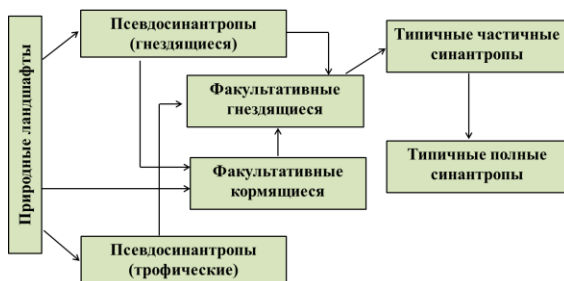 Природные ландшафты
Псевдосинантропы
(гнездящиеся)
Типичные частичные
синантропы
Факультативные
гнездящиеся
Факультативные
кормящиеся
Типичные полные
синантропы
Псевдосинантропы
(трофические)